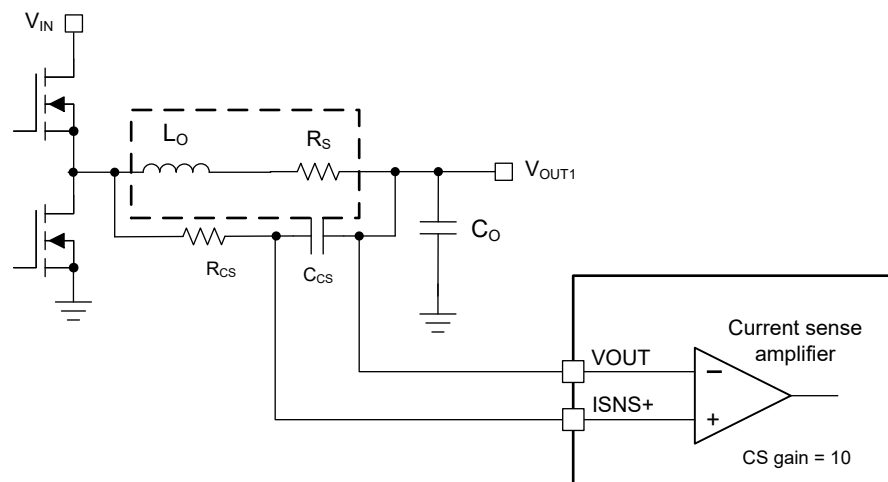 VIN
LO
RS
VOUT1
RCS
CCS
CO
Current sense
amplifier
VOUT
−
ISNS+
+
CS gain = 10